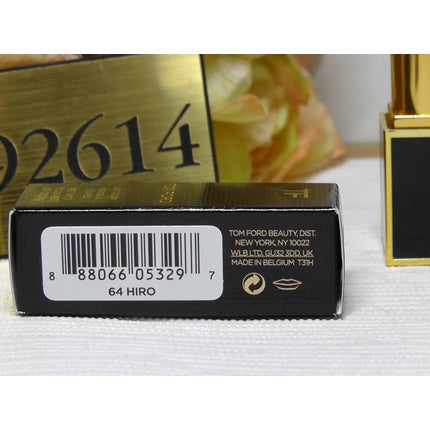 92614
TF
TOM FORD BEAUTY, DIST.
NEW YORK, NY 10022
WLB LTD. GU32 3DD, UK
MADE IN BELGIUM T31H
8 88066 05329 7
64 HIRO